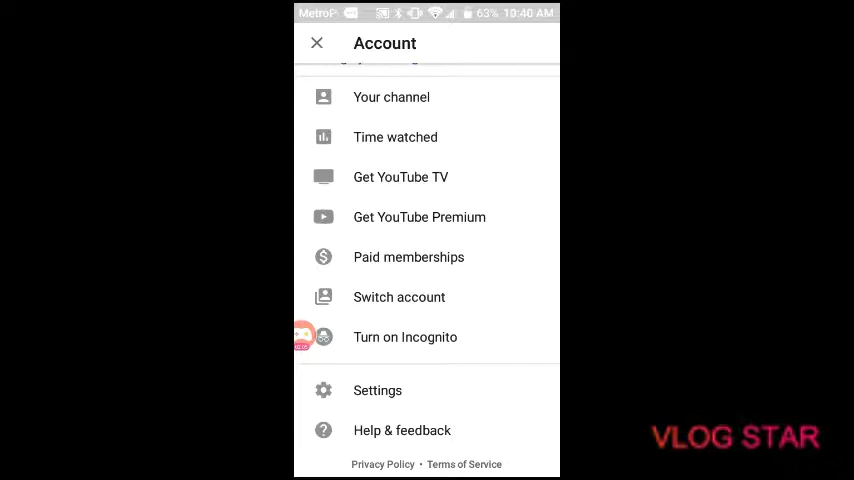 MetroP 63% 10:40 AM
Account
Your channel
Time watched
Get YouTube TV
Get YouTube Premium
Paid memberships
Switch account
Turn on Incognito
Settings
Help & feedback
Privacy Policy • Terms of Service
VLOG STAR